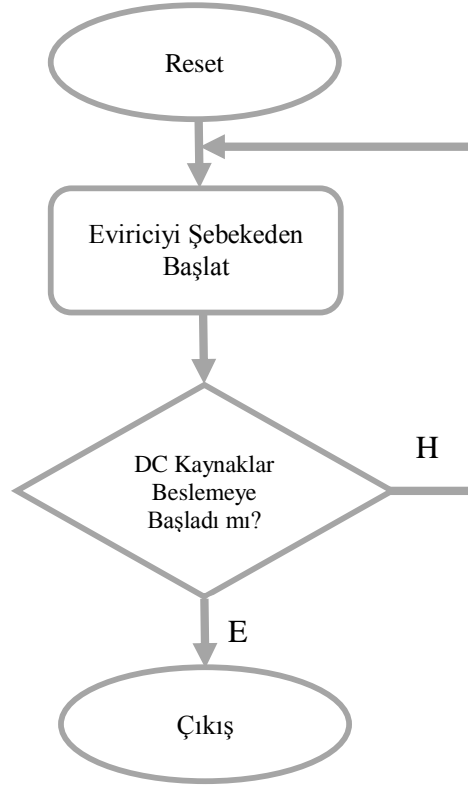 Reset
Eviriciyi Şebekeden
Başlat
DC Kaynaklar
Beslemeye
Başladı mı?
H
E
Çıkış